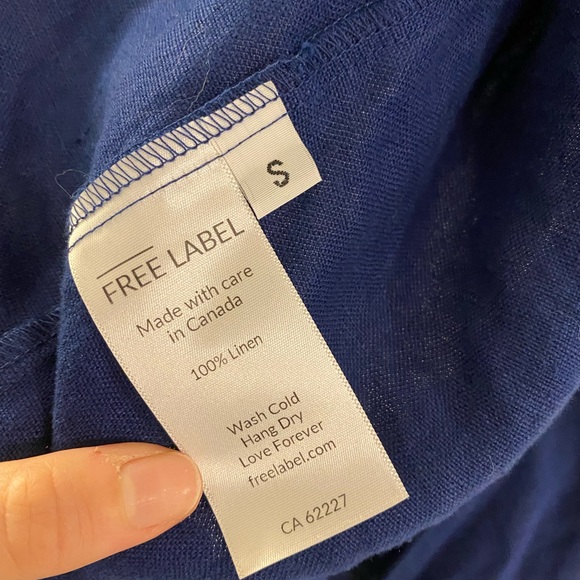 S
FREE LABEL
Made with care
in Canada
100% Linen
Wash Cold
Hang Dry
Love Forever
freelabel.com
CA 62227